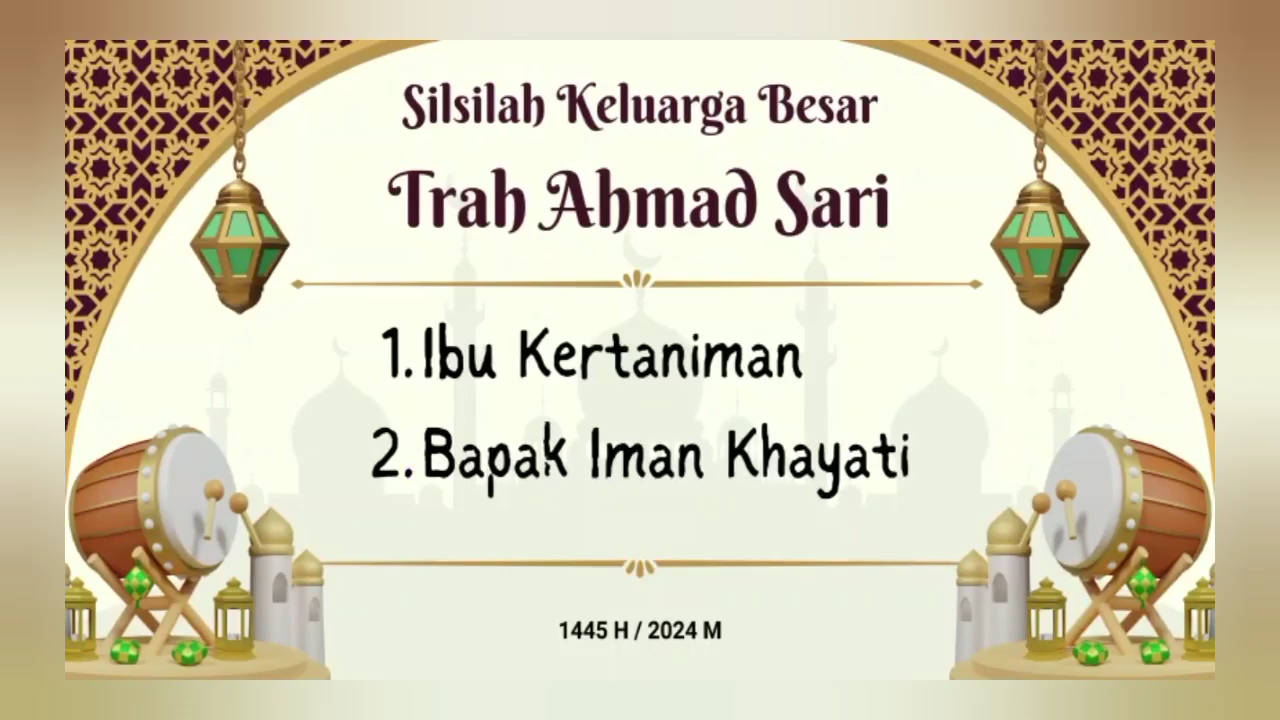 Silsilah Keluarga Besar
Trah Ahmad Sari
1. Ibu Kertaniman
2. Bapak Iman Khayati
1445 H / 2024 M